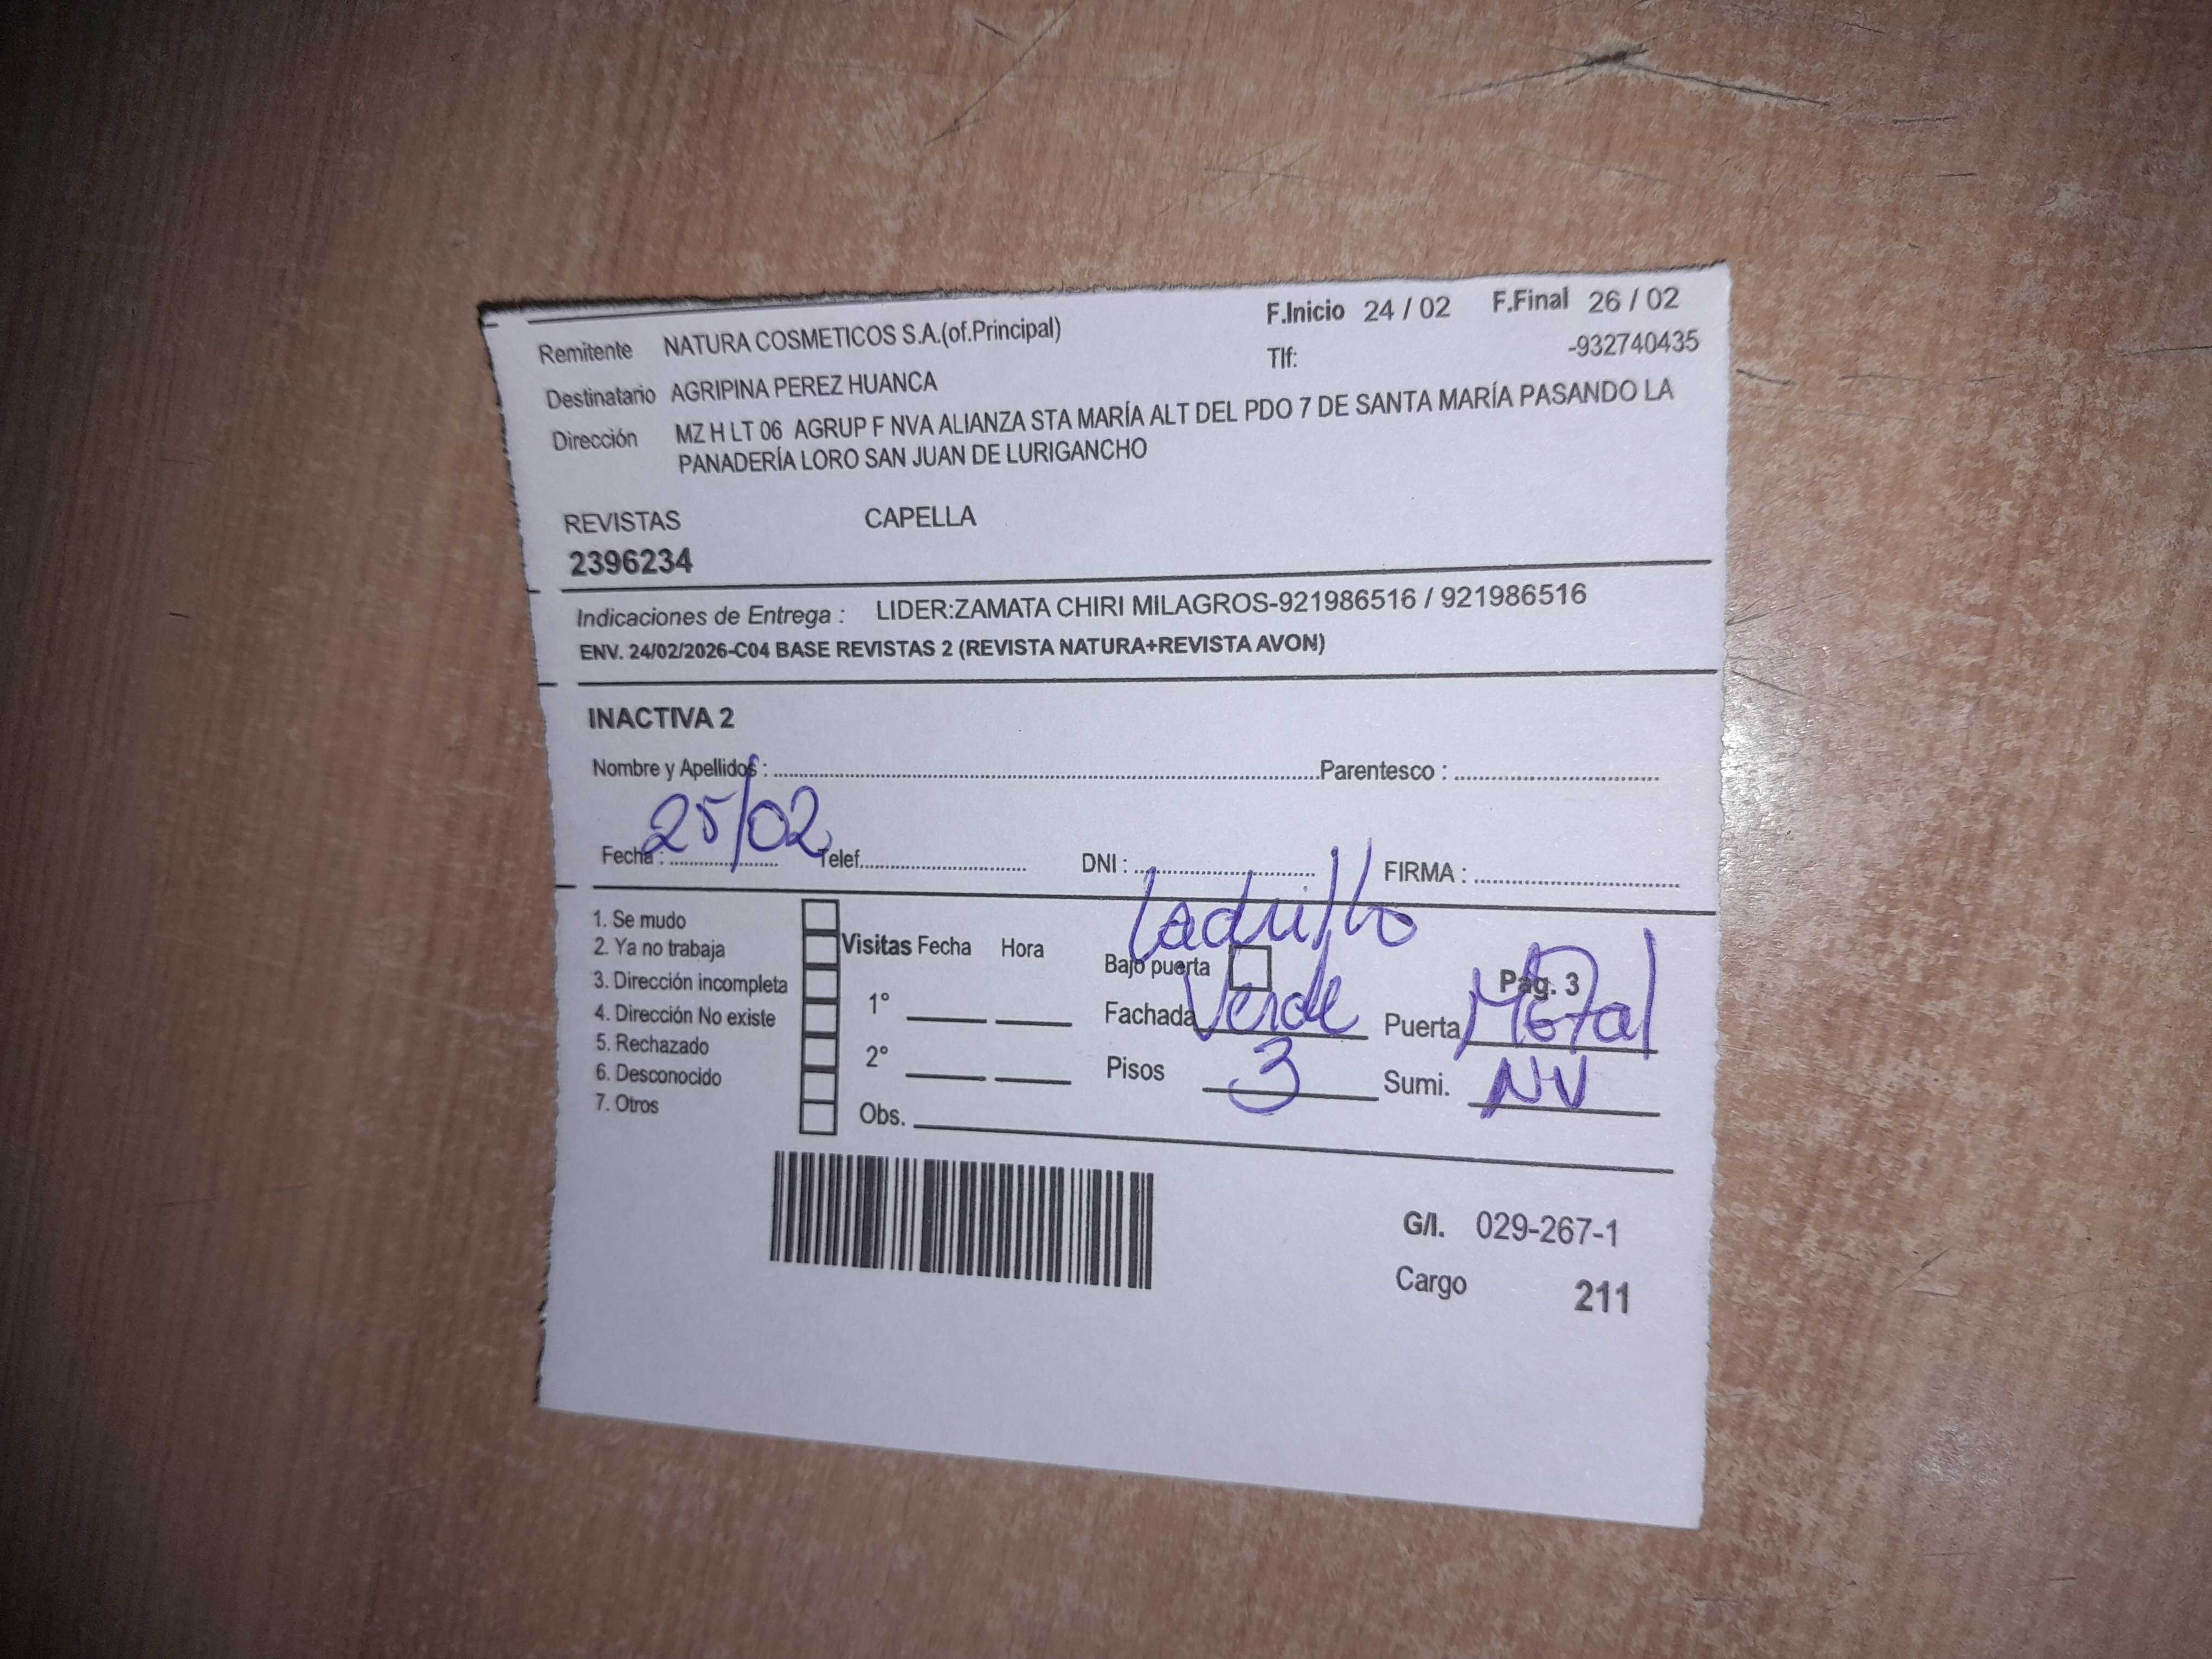 F.Inicio 24 / 02 F.Final 26 / 02
Remitente NATURA COSMETICOS S.A.(of.Principal) Tlf: -932740435
Destinatario AGRIPINA PEREZ HUANCA
Dirección MZ H LT 06 AGRUP F NVA ALIANZA STA MARÍA ALT DEL PDO 7 DE SANTA MARÍA PASANDO LA
PANADERÍA LORO SAN JUAN DE LURIGANCHO
REVISTAS CAPELLA
2396234
Indicaciones de Entrega : LIDER:ZAMATA CHIRI MILAGROS-921986516 / 921986516
ENV. 24/02/2026-C04 BASE REVISTAS 2 (REVISTA NATURA+REVISTA AVON)
INACTIVA 2
Nombre y Apellidos : Parentesco :
Fecha : 25/02 Telef. DNI : FIRMA :
1. Se mudo
2. Ya no trabaja
3. Dirección incompleta
4. Dirección No existe
5. Rechazado
6. Desconocido
7. Otros
Visitas Fecha Hora
1°
2°
Obs.
ladrillo
Bajo puerta Pag. 3
Fachada Verde Puerta Metal
Pisos 3 Sumi. NV
G/I. 029-267-1
Cargo 211